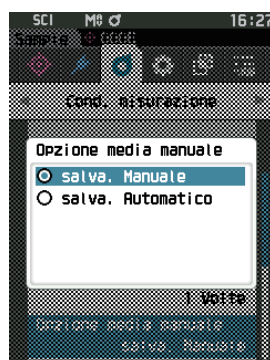 SCI M0 16:27
Sample 0006
Cond. misurazione
Opzione media manuale
salva. Manuale
salva. Automatico
1 Volte
Opzione media manuale
salva. Manuale